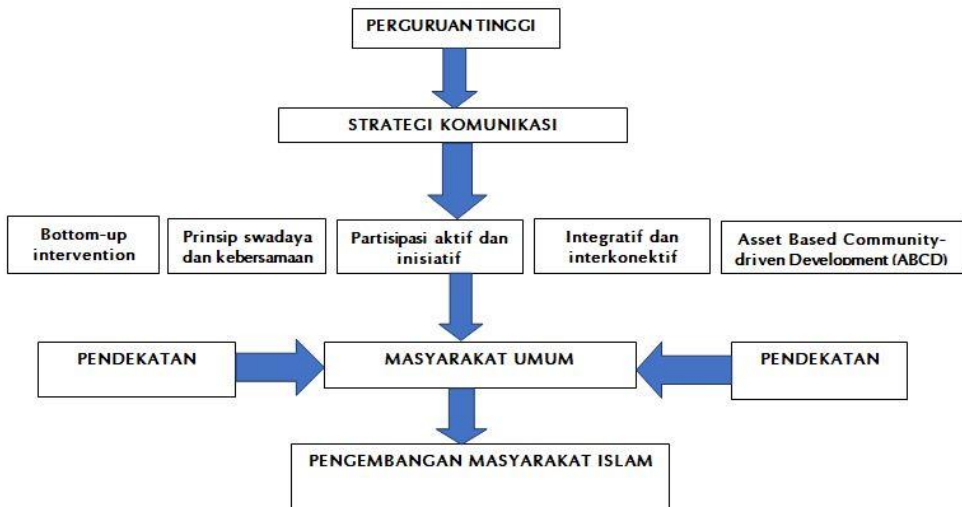 PERGURUAN TINGGI
STRATEGI KOMUNIKASI
Bottom-up
intervention
Prinsip swadaya
dan kebersamaan
Partisipasi aktif dan
inisiatif
Integratif dan
interkonektif
Asset Based Community-
driven Development (ABCD)
PENDEKATAN
MASYARAKAT UMUM
PENDEKATAN
PENGEMBANGAN MASYARAKAT ISLAM